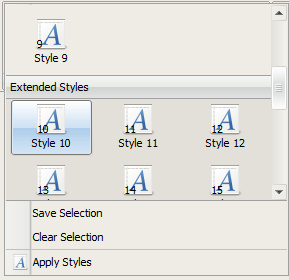 9 A
Style 9
Extended Styles
10 A 11 A 12 A
Style 10 Style 11 Style 12
13 A 14 A 15 A
Save Selection
Clear Selection
A Apply Styles